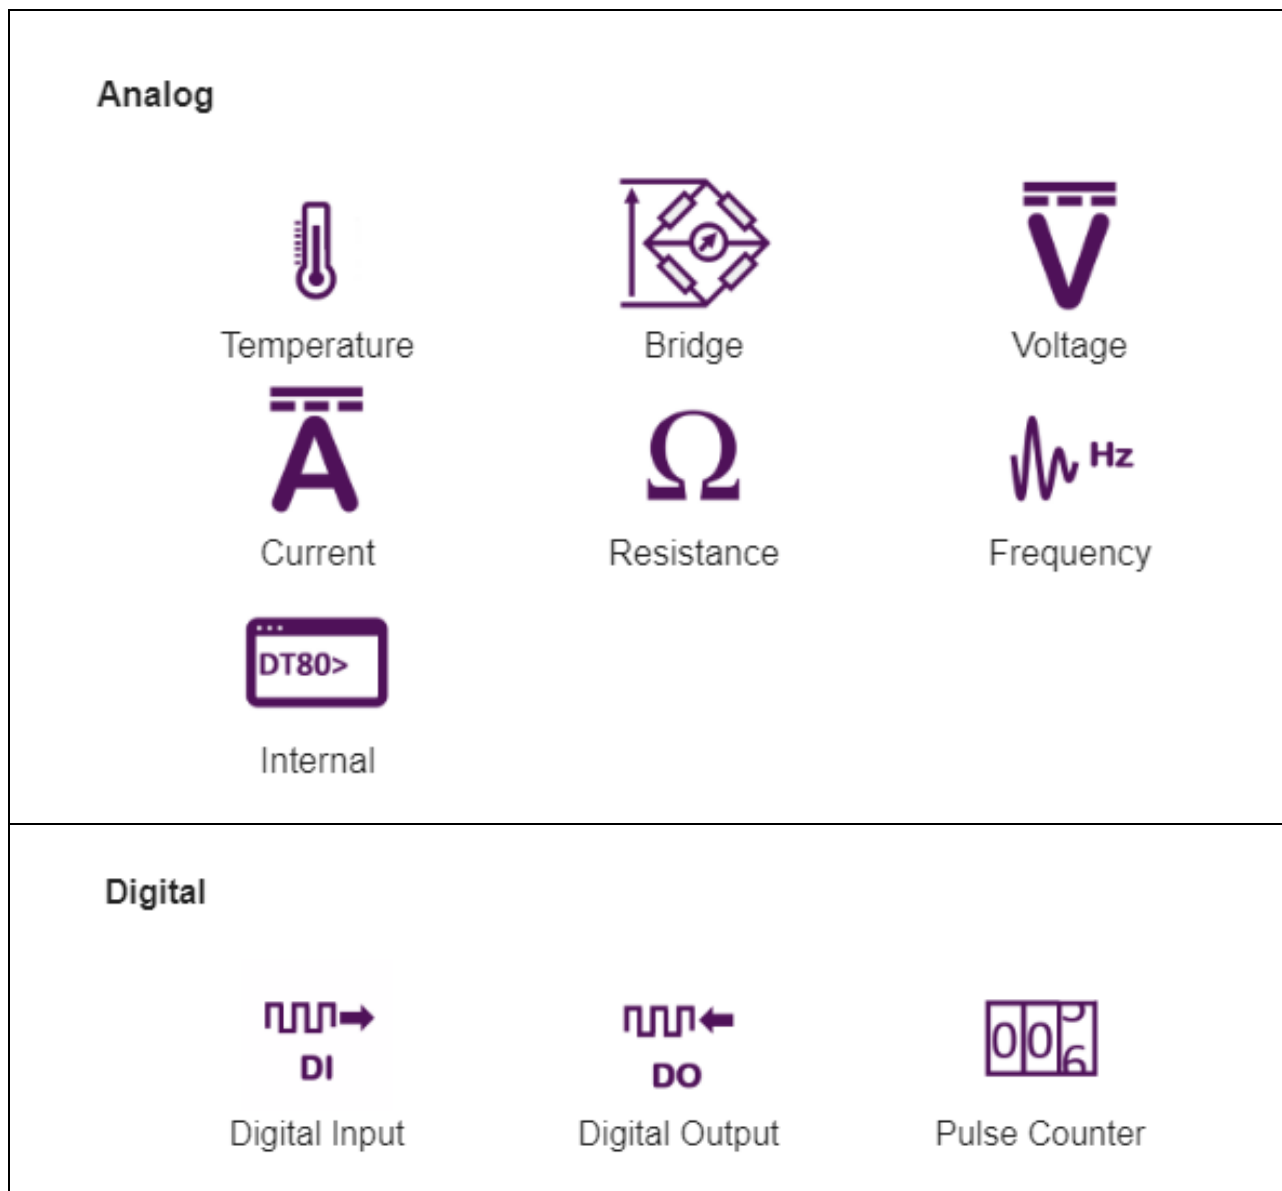 Analog
V
Temperature Bridge Voltage
A Ω Hz
Current Resistance Frequency
DT80>
Internal
Digital
DI DO 00 6
Digital Input Digital Output Pulse Counter